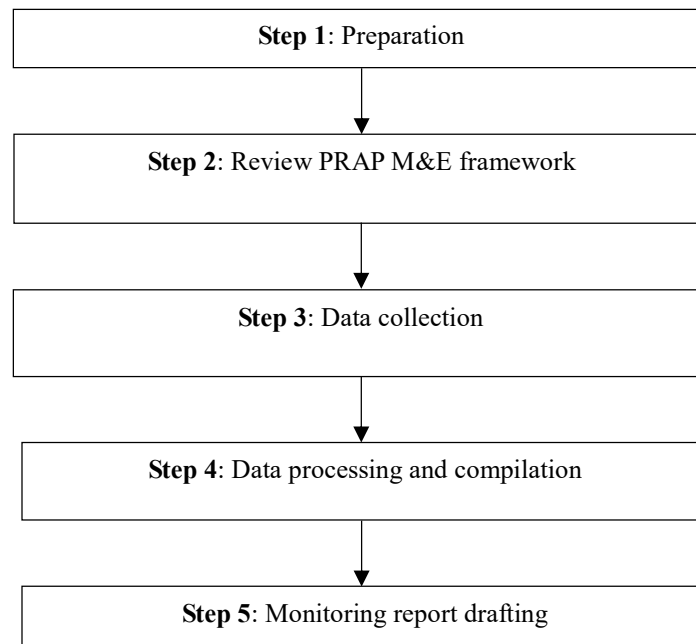 Step 1: Preparation
Step 2: Review PRAP M&E framework
Step 3: Data collection
Step 4: Data processing and compilation
Step 5: Monitoring report drafting